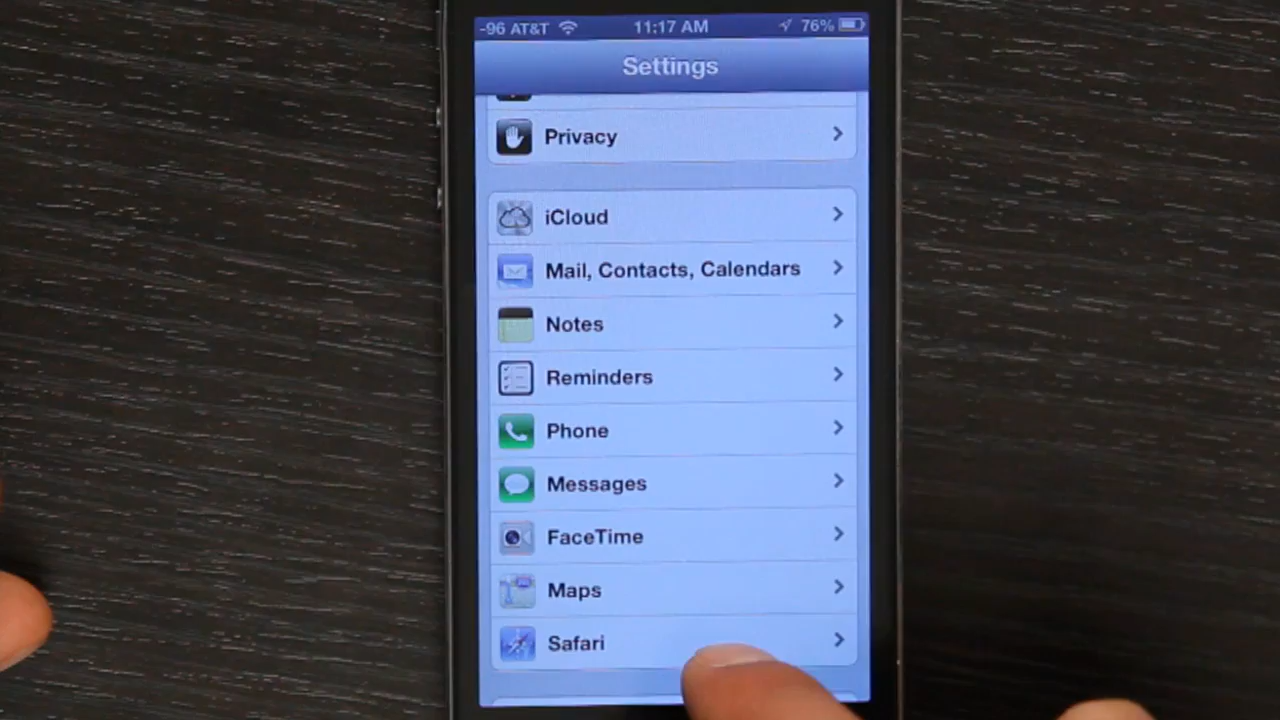 -96 AT&T 11:17 AM 76%
Settings
Privacy
iCloud
Mail, Contacts, Calendars
Notes
Reminders
Phone
Messages
FaceTime
Maps
Safari